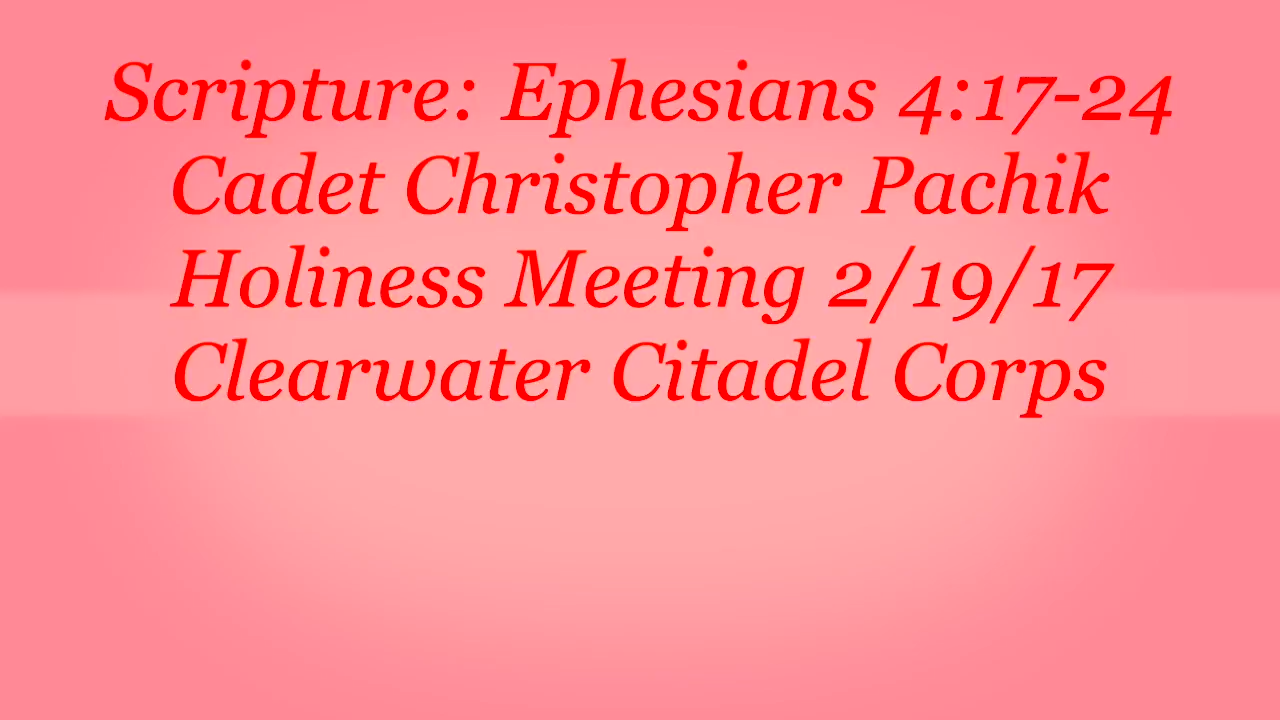 Scripture: Ephesians 4:17-24
Cadet Christopher Pachik
Holiness Meeting 2/19/17
Clearwater Citadel Corps